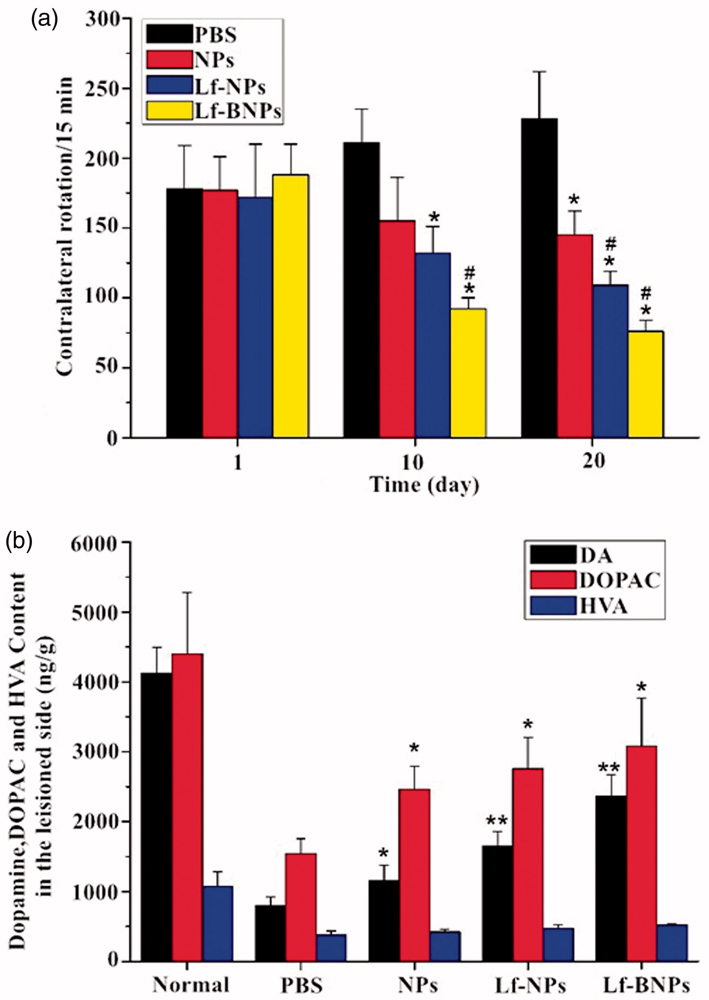 (a)
300
250
200
150
100
50
0
Contralateral rotation/15 min
PBS
NPs
Lf-NPs
Lf-BNPs
*
#
*
*
#
*
#
*
1
10
20
Time (day)
(b)
6000
5000
4000
3000
2000
1000
0
Dopamine,DOPAC and HVA Content
in the leisioned side (ng/g)
DA
DOPAC
HVA
*
*
**
*
**
*
Normal
PBS
NPs
Lf-NPs
Lf-BNPs